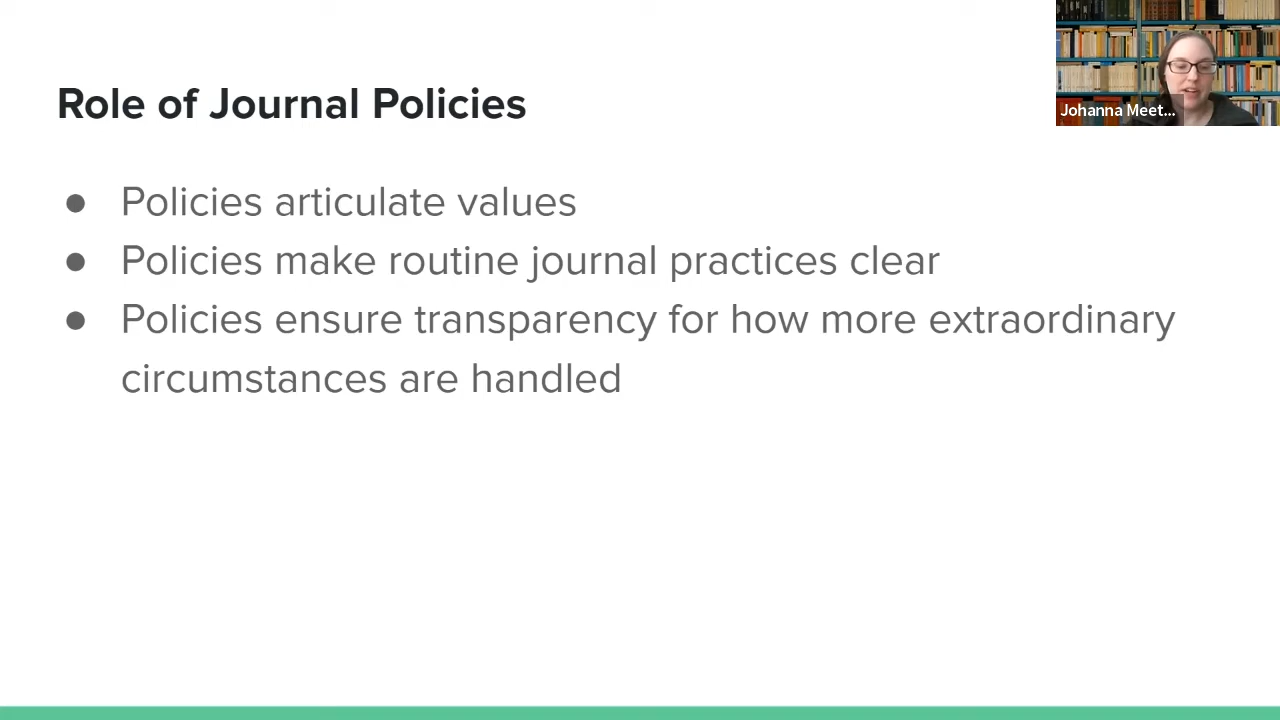 Role of Journal Policies
Johanna Meet...
● Policies articulate values
● Policies make routine journal practices clear
● Policies ensure transparency for how more extraordinary
circumstances are handled